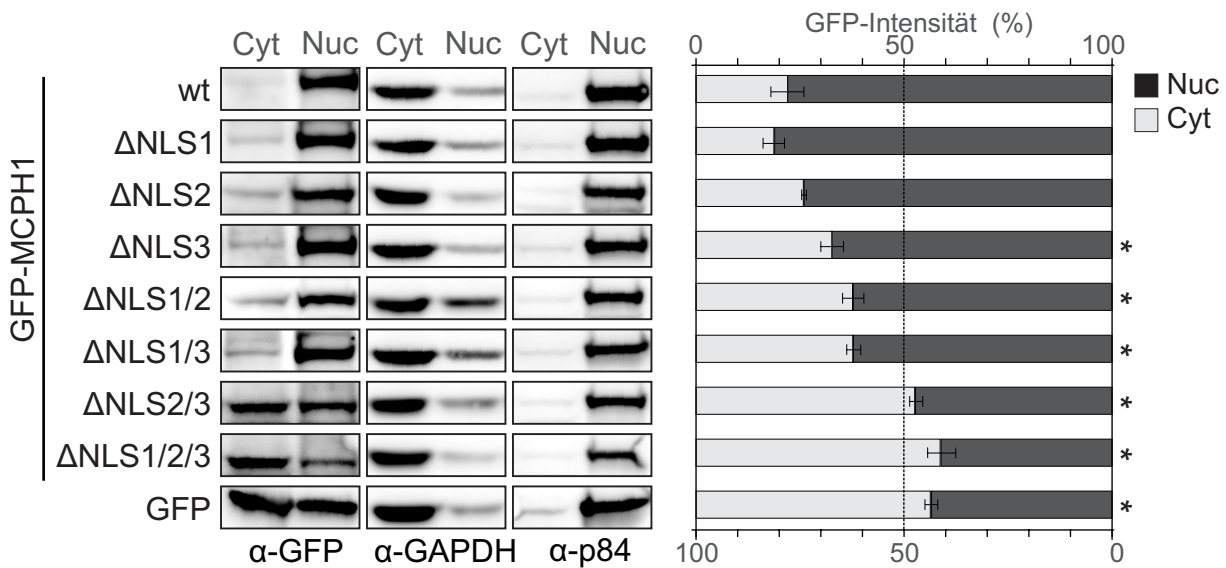 GFP-Intensität (%)
Cyt Nuc Cyt Nuc Cyt Nuc
0 50 100
GFP-MCPH1
wt
ΔNLS1
ΔNLS2
ΔNLS3
ΔNLS1/2
ΔNLS1/3
ΔNLS2/3
ΔNLS1/2/3
GFP
Nuc
Cyt
*
*
*
*
*
*
α-GFP α-GAPDH α-p84
100 50 0